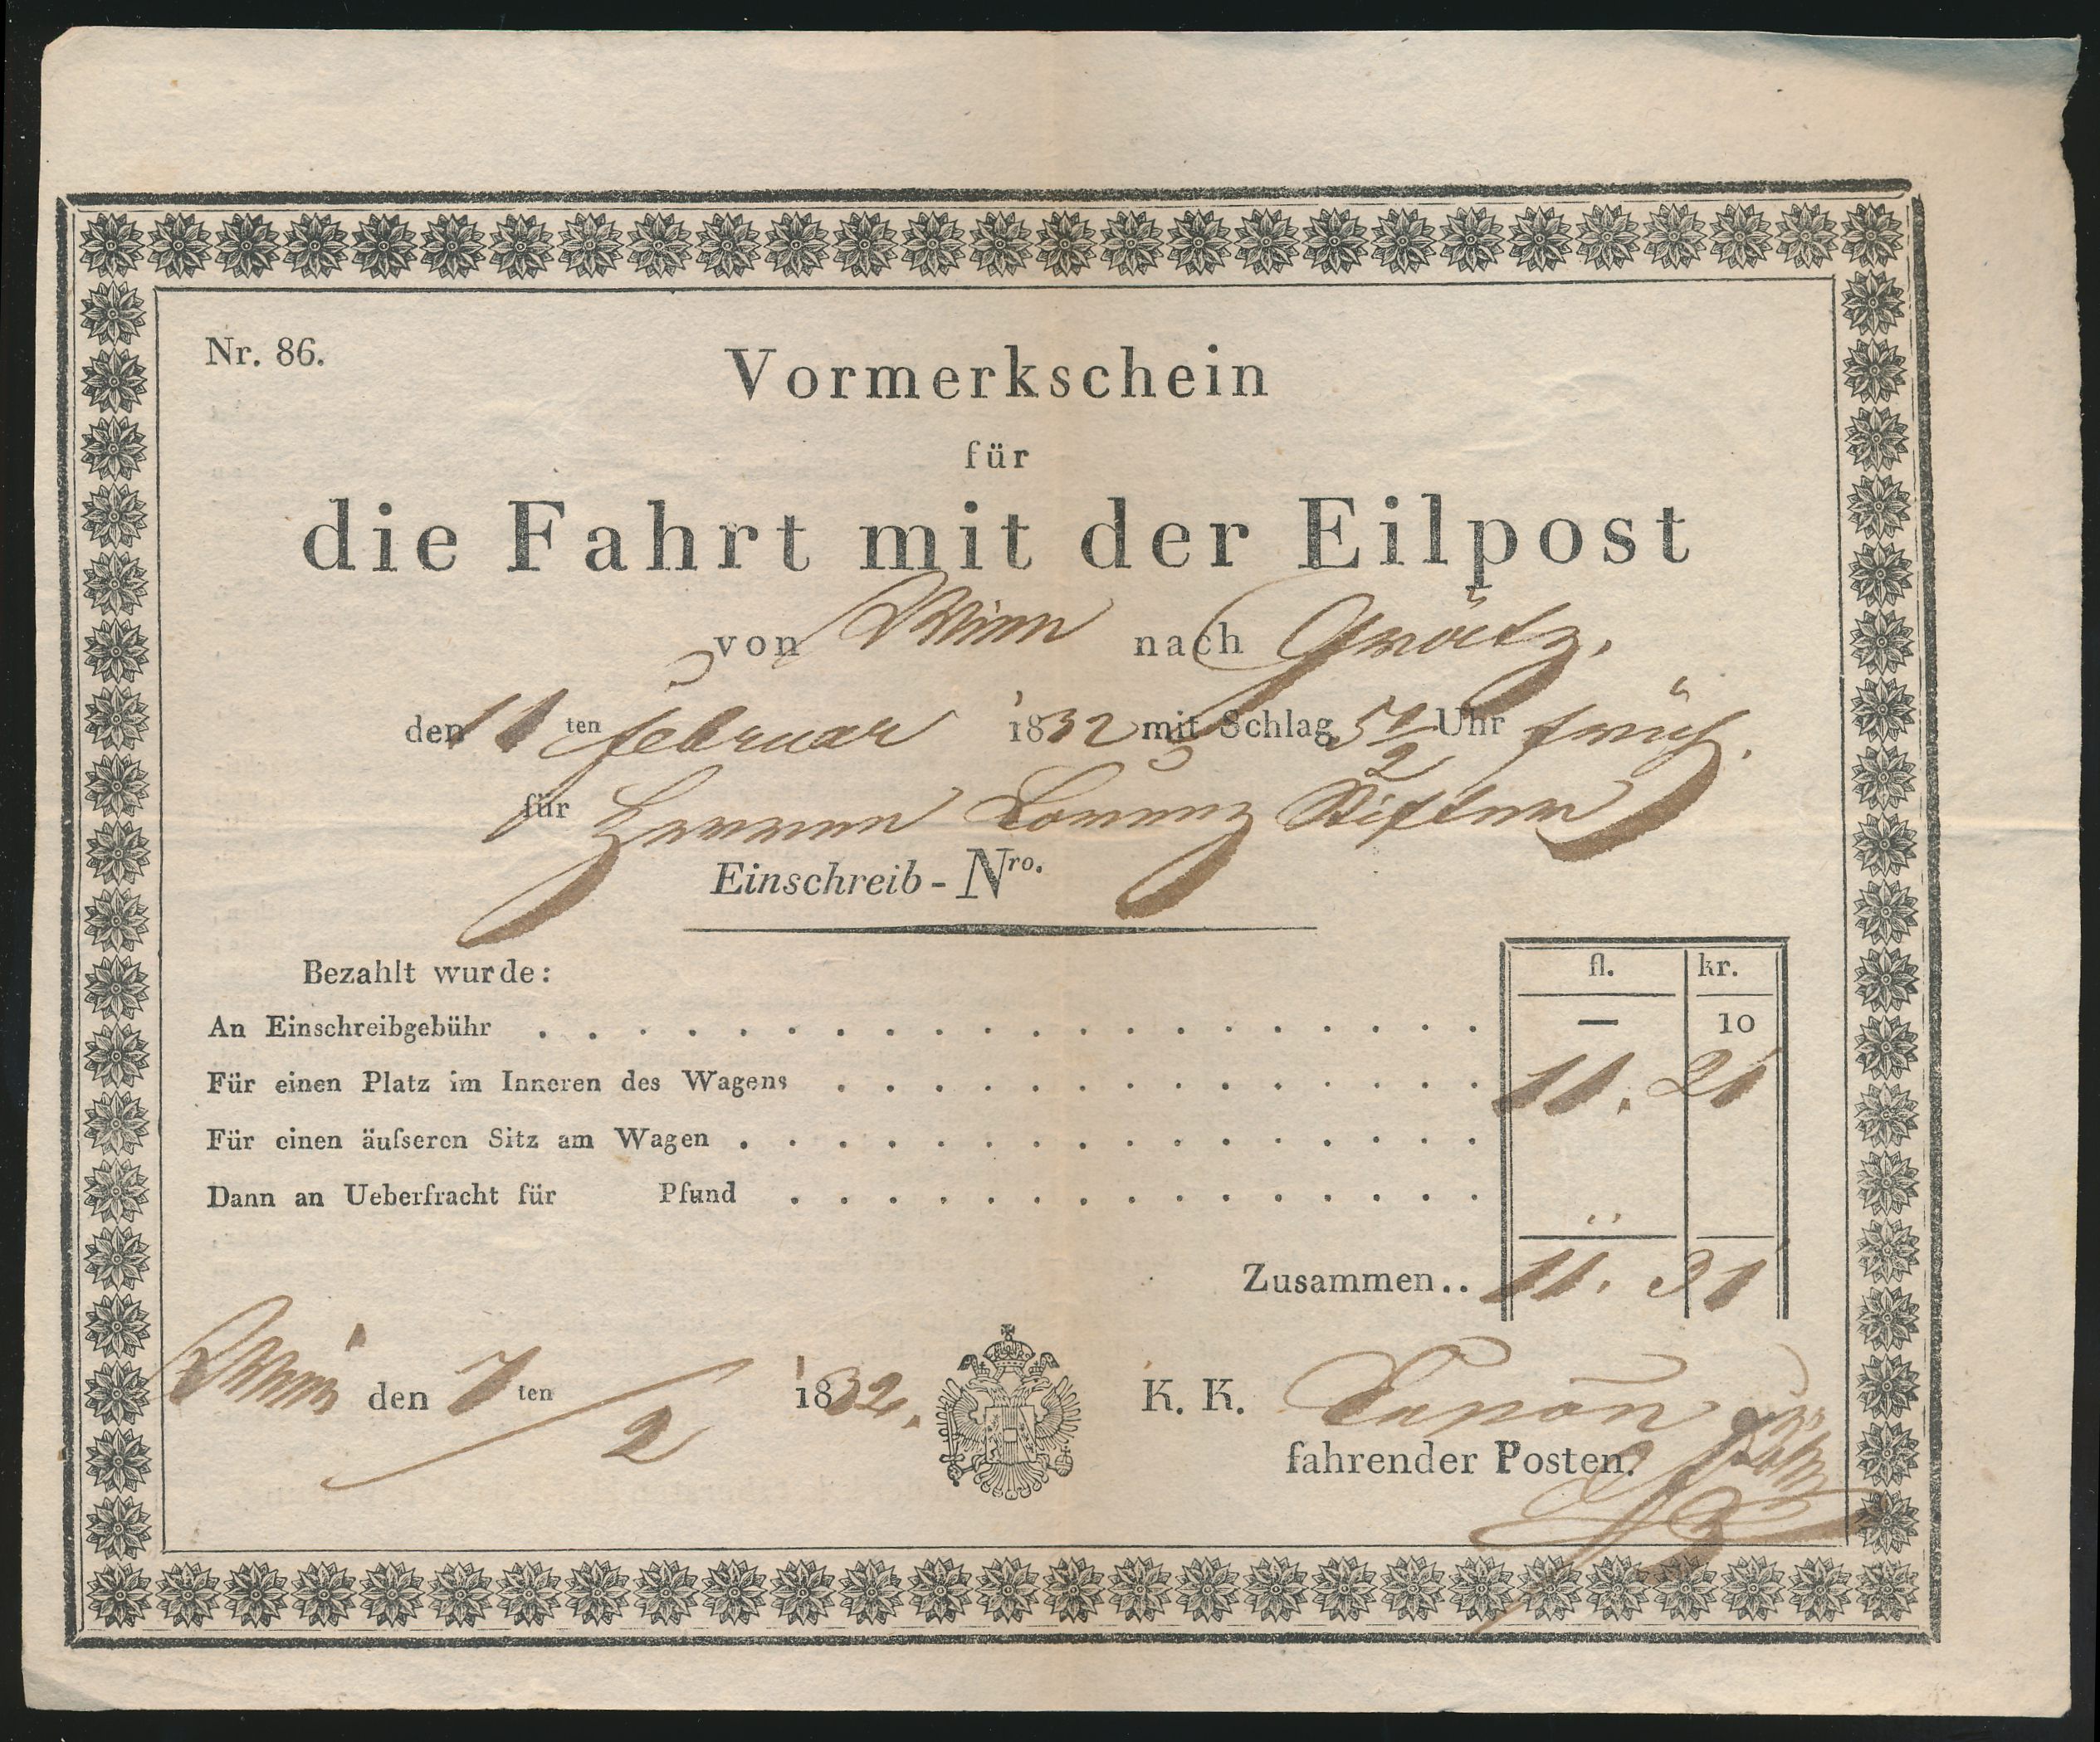 Nr. 86.
Vormerkschein
für
die Fahrt mit der Eilpost
von Wien nach Grätz.
den 11 ten Februar 1832 mit Schlag 5 1/2 Uhr früh.
für Herren Lorenz
Einschreib - Nro.
fl. kr.
Bezahlt wurde:
An Einschreibgebühr . . . . . . . . . . . . . . . . . . . — 10
Für einen Platz im Inneren des Wagens . . . . . . . . . . . . . . 11. 21
Für einen äuſseren Sitz am Wagen . . . . . . . . . . . . . . . .
Dann an Ueberfracht für Pfund . . . . . . . . . . . . . . .
Zusammen . . 11. 31
Wien den 7 ten / 2 1832.
K. K.
fahrender Posten.